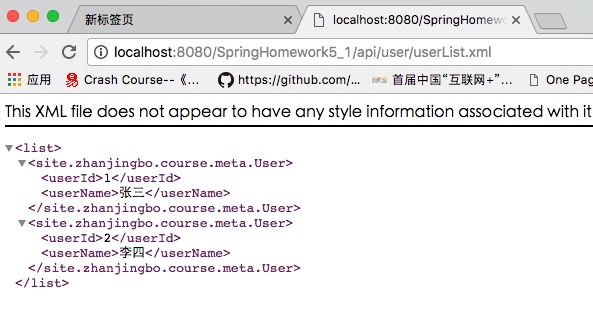 新标签页
localhost:8080/SpringHomew
localhost:8080/SpringHomework5_1/api/user/userList.xml
应用 Crash Course--《... https://github.com/... 首届中国“互联网+”... One Pag
This XML file does not appear to have any style information associated with it
<list>
<site.zhanjingbo.course.meta.User>
<userId>1</userId>
<userName>张三</userName>
</site.zhanjingbo.course.meta.User>
<site.zhanjingbo.course.meta.User>
<userId>2</userId>
<userName>李四</userName>
</site.zhanjingbo.course.meta.User>
</list>